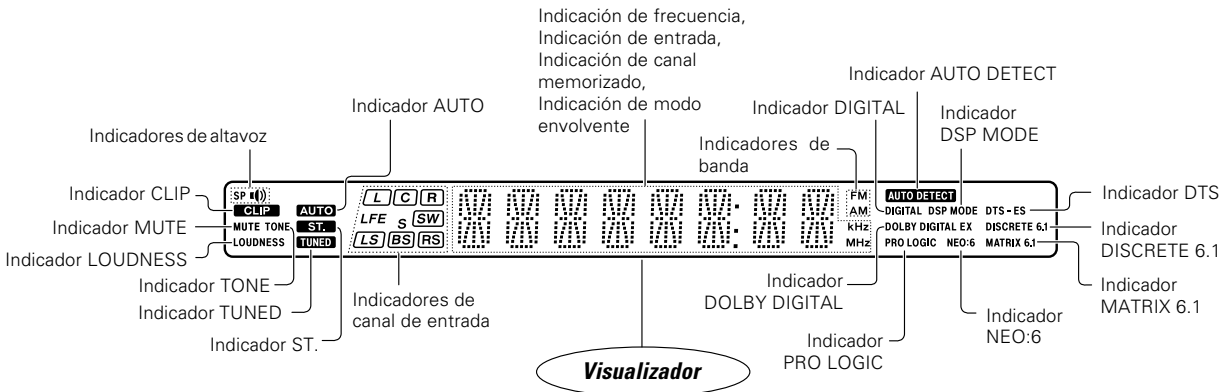 Indicación de frecuencia,
Indicación de entrada,
Indicación de canal
memorizado,
Indicación de modo
envolvente
Indicador AUTO DETECT
Indicador AUTO
Indicador DIGITAL
Indicador
DSP MODE
Indicadores de altavoz
Indicadores de
banda
Indicador CLIP
Indicador MUTE
Indicador LOUDNESS
Indicador TONE
Indicador TUNED
Indicador ST.
SP
CLIP
AUTO
MUTE TONE
ST.
LOUDNESS
TUNED
L C R
LFE S SW
LS BS RS
FM
AM
kHz
MHz
AUTO DETECT
DIGITAL DSP MODE DTS-ES
DOLBY DIGITAL EX DISCRETE 6.1
PRO LOGIC NEO:6 MATRIX 6.1
Indicador DTS
Indicador
DISCRETE 6.1
Indicador
MATRIX 6.1
Indicadores de
canal de entrada
Indicador
DOLBY DIGITAL
Indicador
PRO LOGIC
Indicador
NEO:6
Visualizador